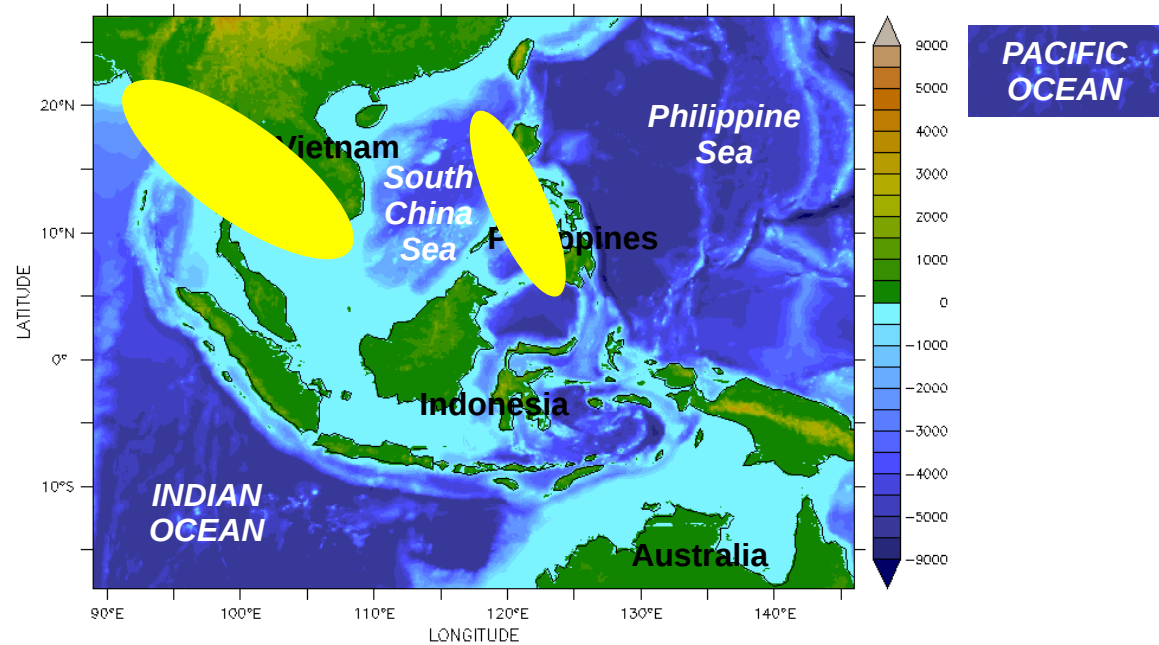 PACIFIC
OCEAN
Philippine
Sea
Vietnam
South
China
Sea
Indonesia
INDIAN
OCEAN
Australia
LATITUDE
20°N
10°N
0°
10°S
90°E
100°E
110°E
120°E
130°E
140°E
LONGITUDE
9000
5000
4000
3000
2000
1000
0
−1000
−2000
−3000
−4000
−5000
−9000